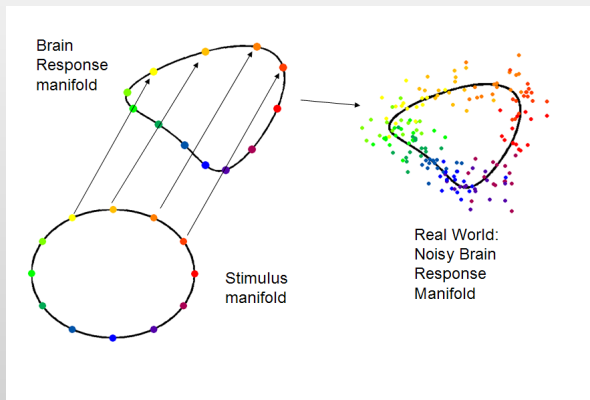 Brain
Response
manifold
Stimulus
manifold
Real World:
Noisy Brain
Response
Manifold